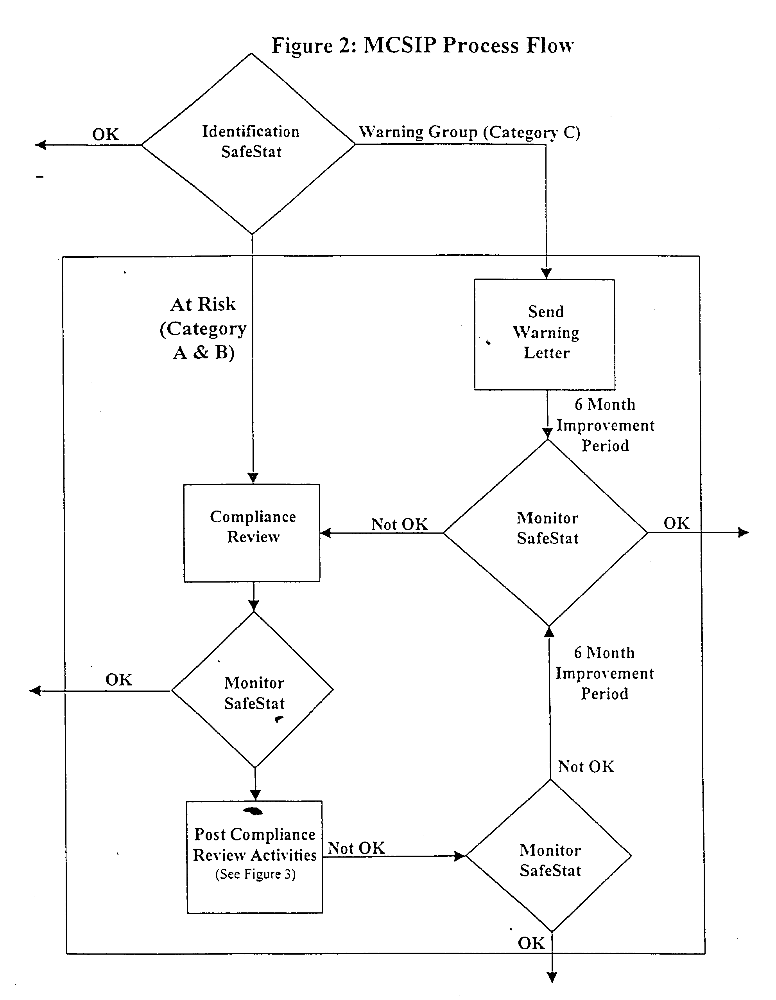 Figure 2: MCSIP Process Flow
OK
Identification
SafeStat
Warning Group (Category C)
At Risk
(Category
A & B)
Send
Warning
Letter
6 Month
Improvement
Period
Compliance
Review
Not OK
Monitor
SafeStat
OK
OK
Monitor
SafeStat
6 Month
Improvement
Period
Not OK
Post Compliance
Review Activities
(See Figure 3)
Not OK
Monitor
SafeStat
OK